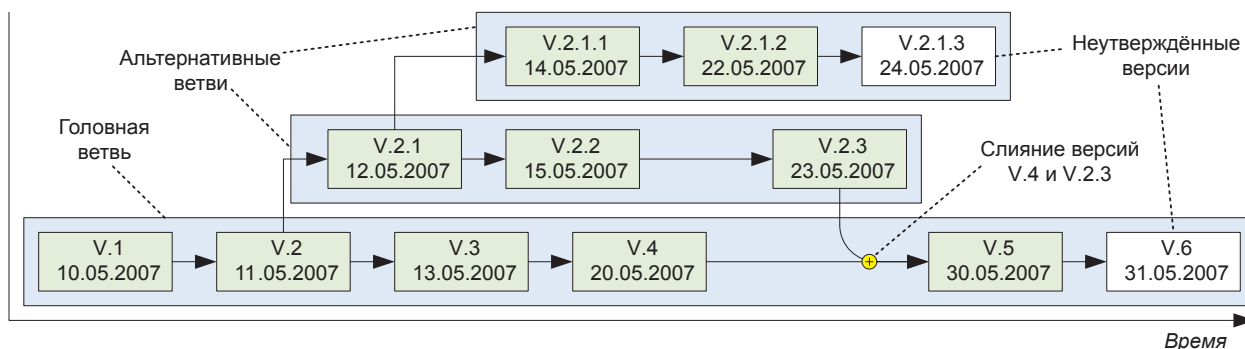 V.2.1.1
14.05.2007
V.2.1.2
22.05.2007
V.2.1.3
24.05.2007
Альтернативные
ветви
Неутверждённые
версии
V.2.1
12.05.2007
V.2.2
15.05.2007
V.2.3
23.05.2007
Головная
ветвь
Слияние версий
V.4 и V.2.3
V.1
10.05.2007
V.2
11.05.2007
V.3
13.05.2007
V.4
20.05.2007
+
V.5
30.05.2007
V.6
31.05.2007
Время